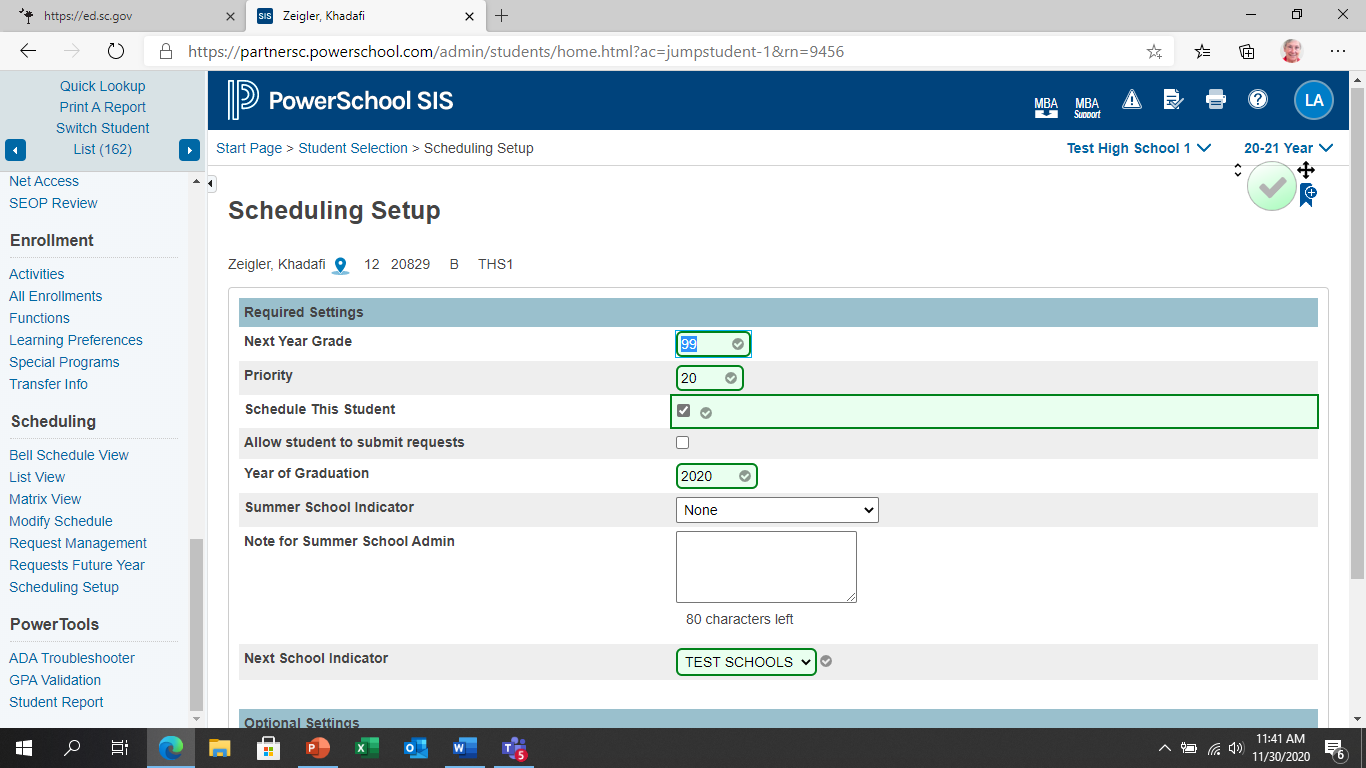 https://ed.sc.gov
SIS Zeigler, Khadafi
https://partnersc.powerschool.com/admin/students/home.html?ac=jumpstudent-1&rn=9456
Quick Lookup
Print A Report
Switch Student
List (162)
PowerSchool SIS
MBA
MBA Support
LA
Start Page > Student Selection > Scheduling Setup
Test High School 1
20-21 Year
Net Access
SEOP Review
Enrollment
Activities
All Enrollments
Functions
Learning Preferences
Special Programs
Transfer Info
Scheduling
Bell Schedule View
List View
Matrix View
Modify Schedule
Request Management
Requests Future Year
Scheduling Setup
PowerTools
ADA Troubleshooter
GPA Validation
Student Report
Scheduling Setup
Zeigler, Khadafi 12 20829 B THS1
Required Settings
Next Year Grade 99
Priority 20
Schedule This Student
Allow student to submit requests
Year of Graduation 2020
Summer School Indicator None
Note for Summer School Admin
80 characters left
Next School Indicator TEST SCHOOLS
Optional Settings
5
11:41 AM
11/30/2020
6